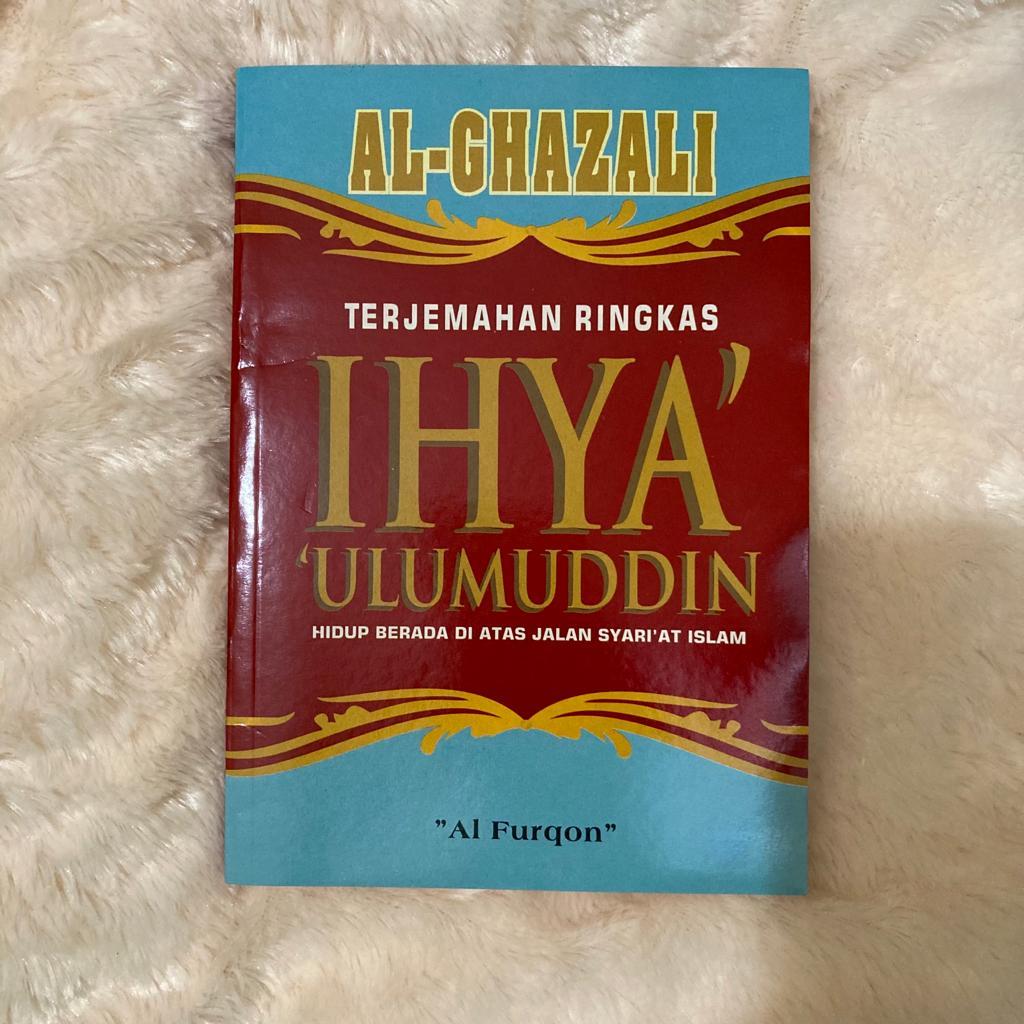 AL-GHAZALI
TERJEMAHAN RINGKAS
IHYA'
'ULUMUDDIN
HIDUP BERADA DI ATAS JALAN SYARI'AT ISLAM
"Al Furqon"